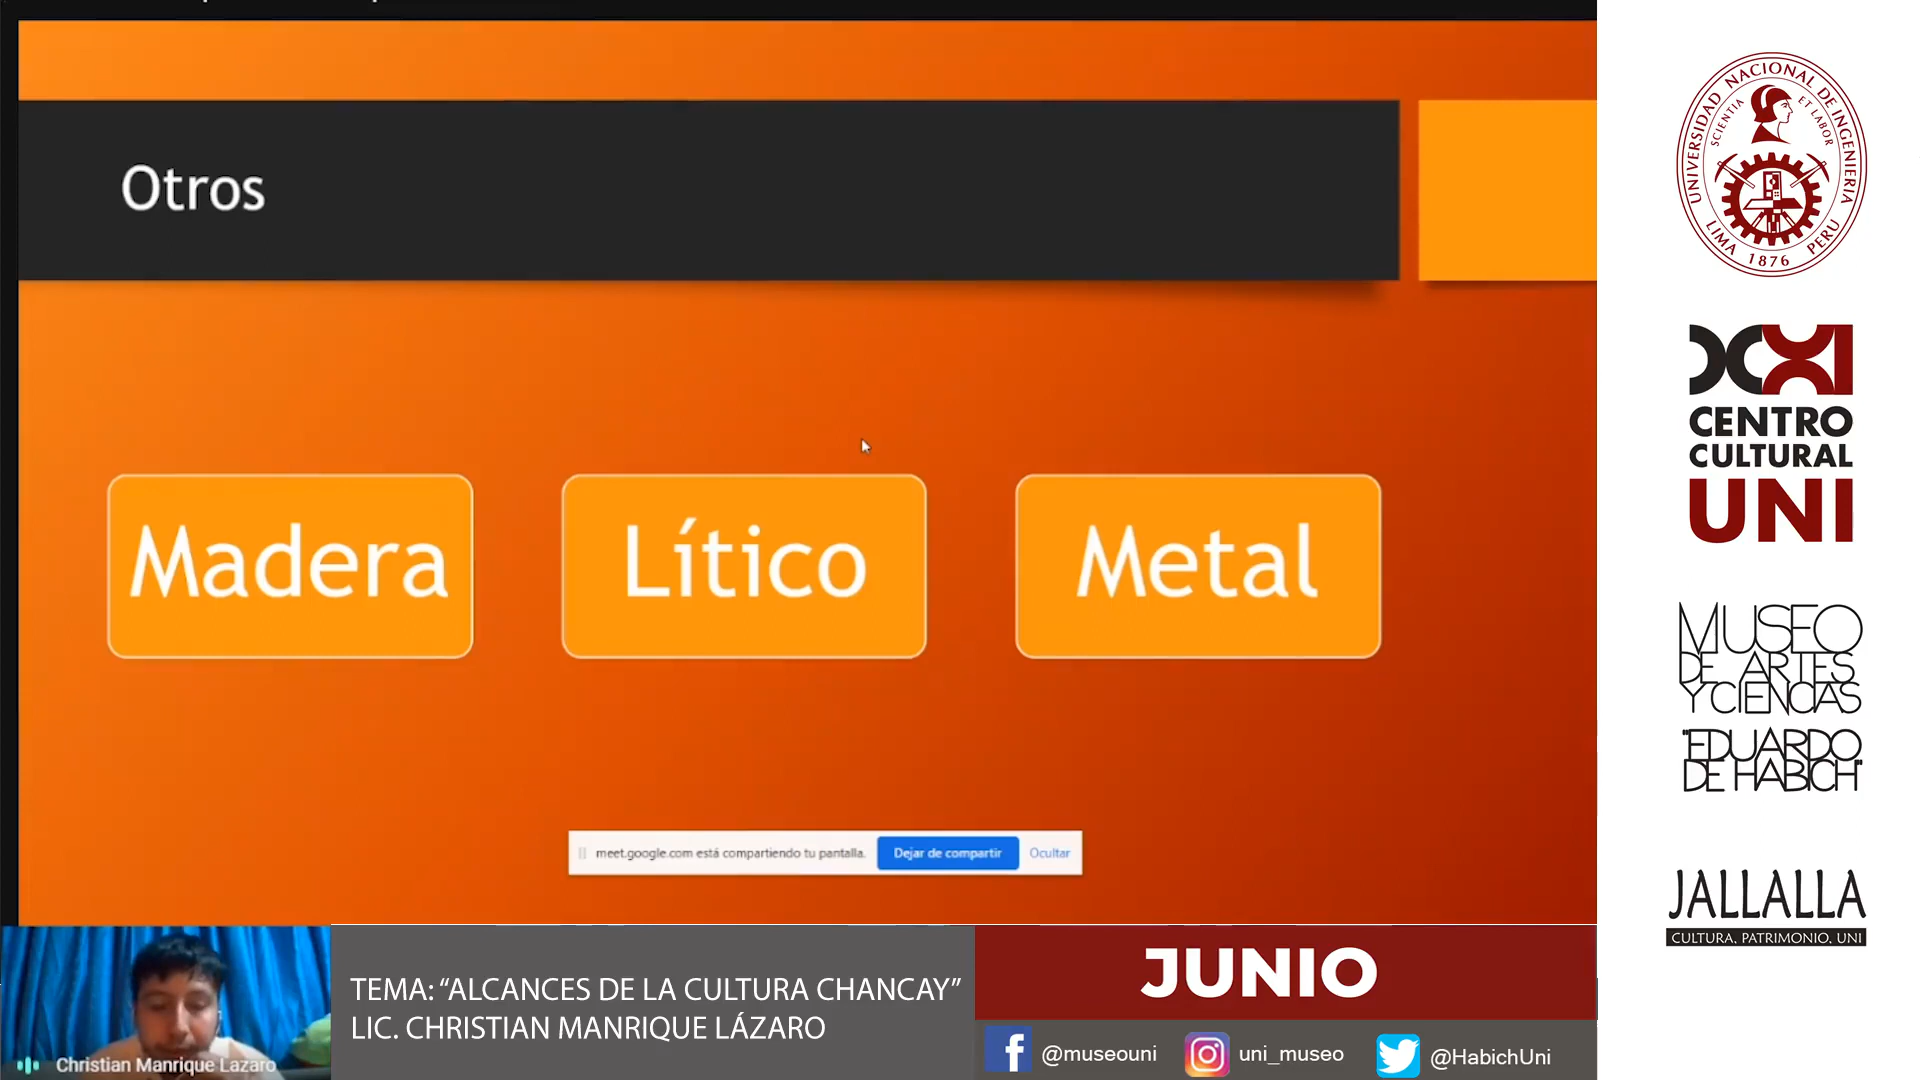 Otros
Madera
Lítico
Metal
meet.google.com está compartiendo tu pantalla.
Dejar de compartir
Ocultar
Christian Manrique Lazaro
TEMA: “ALCANCES DE LA CULTURA CHANCAY”
LIC. CHRISTIAN MANRIQUE LÁZARO
JUNIO
@museouni
uni_museo
@HabichUni
UNIVERSIDAD NACIONAL DE INGENIERIA
SCIENTIA ET LABOR
LIMA 1876 PERU
XXI
CENTRO
CULTURAL
UNI
MUSEO
DE ARTES
Y CIENCIAS
"EDUARDO
DE HABICH"
JALLALLA
CULTURA, PATRIMONIO, UNI